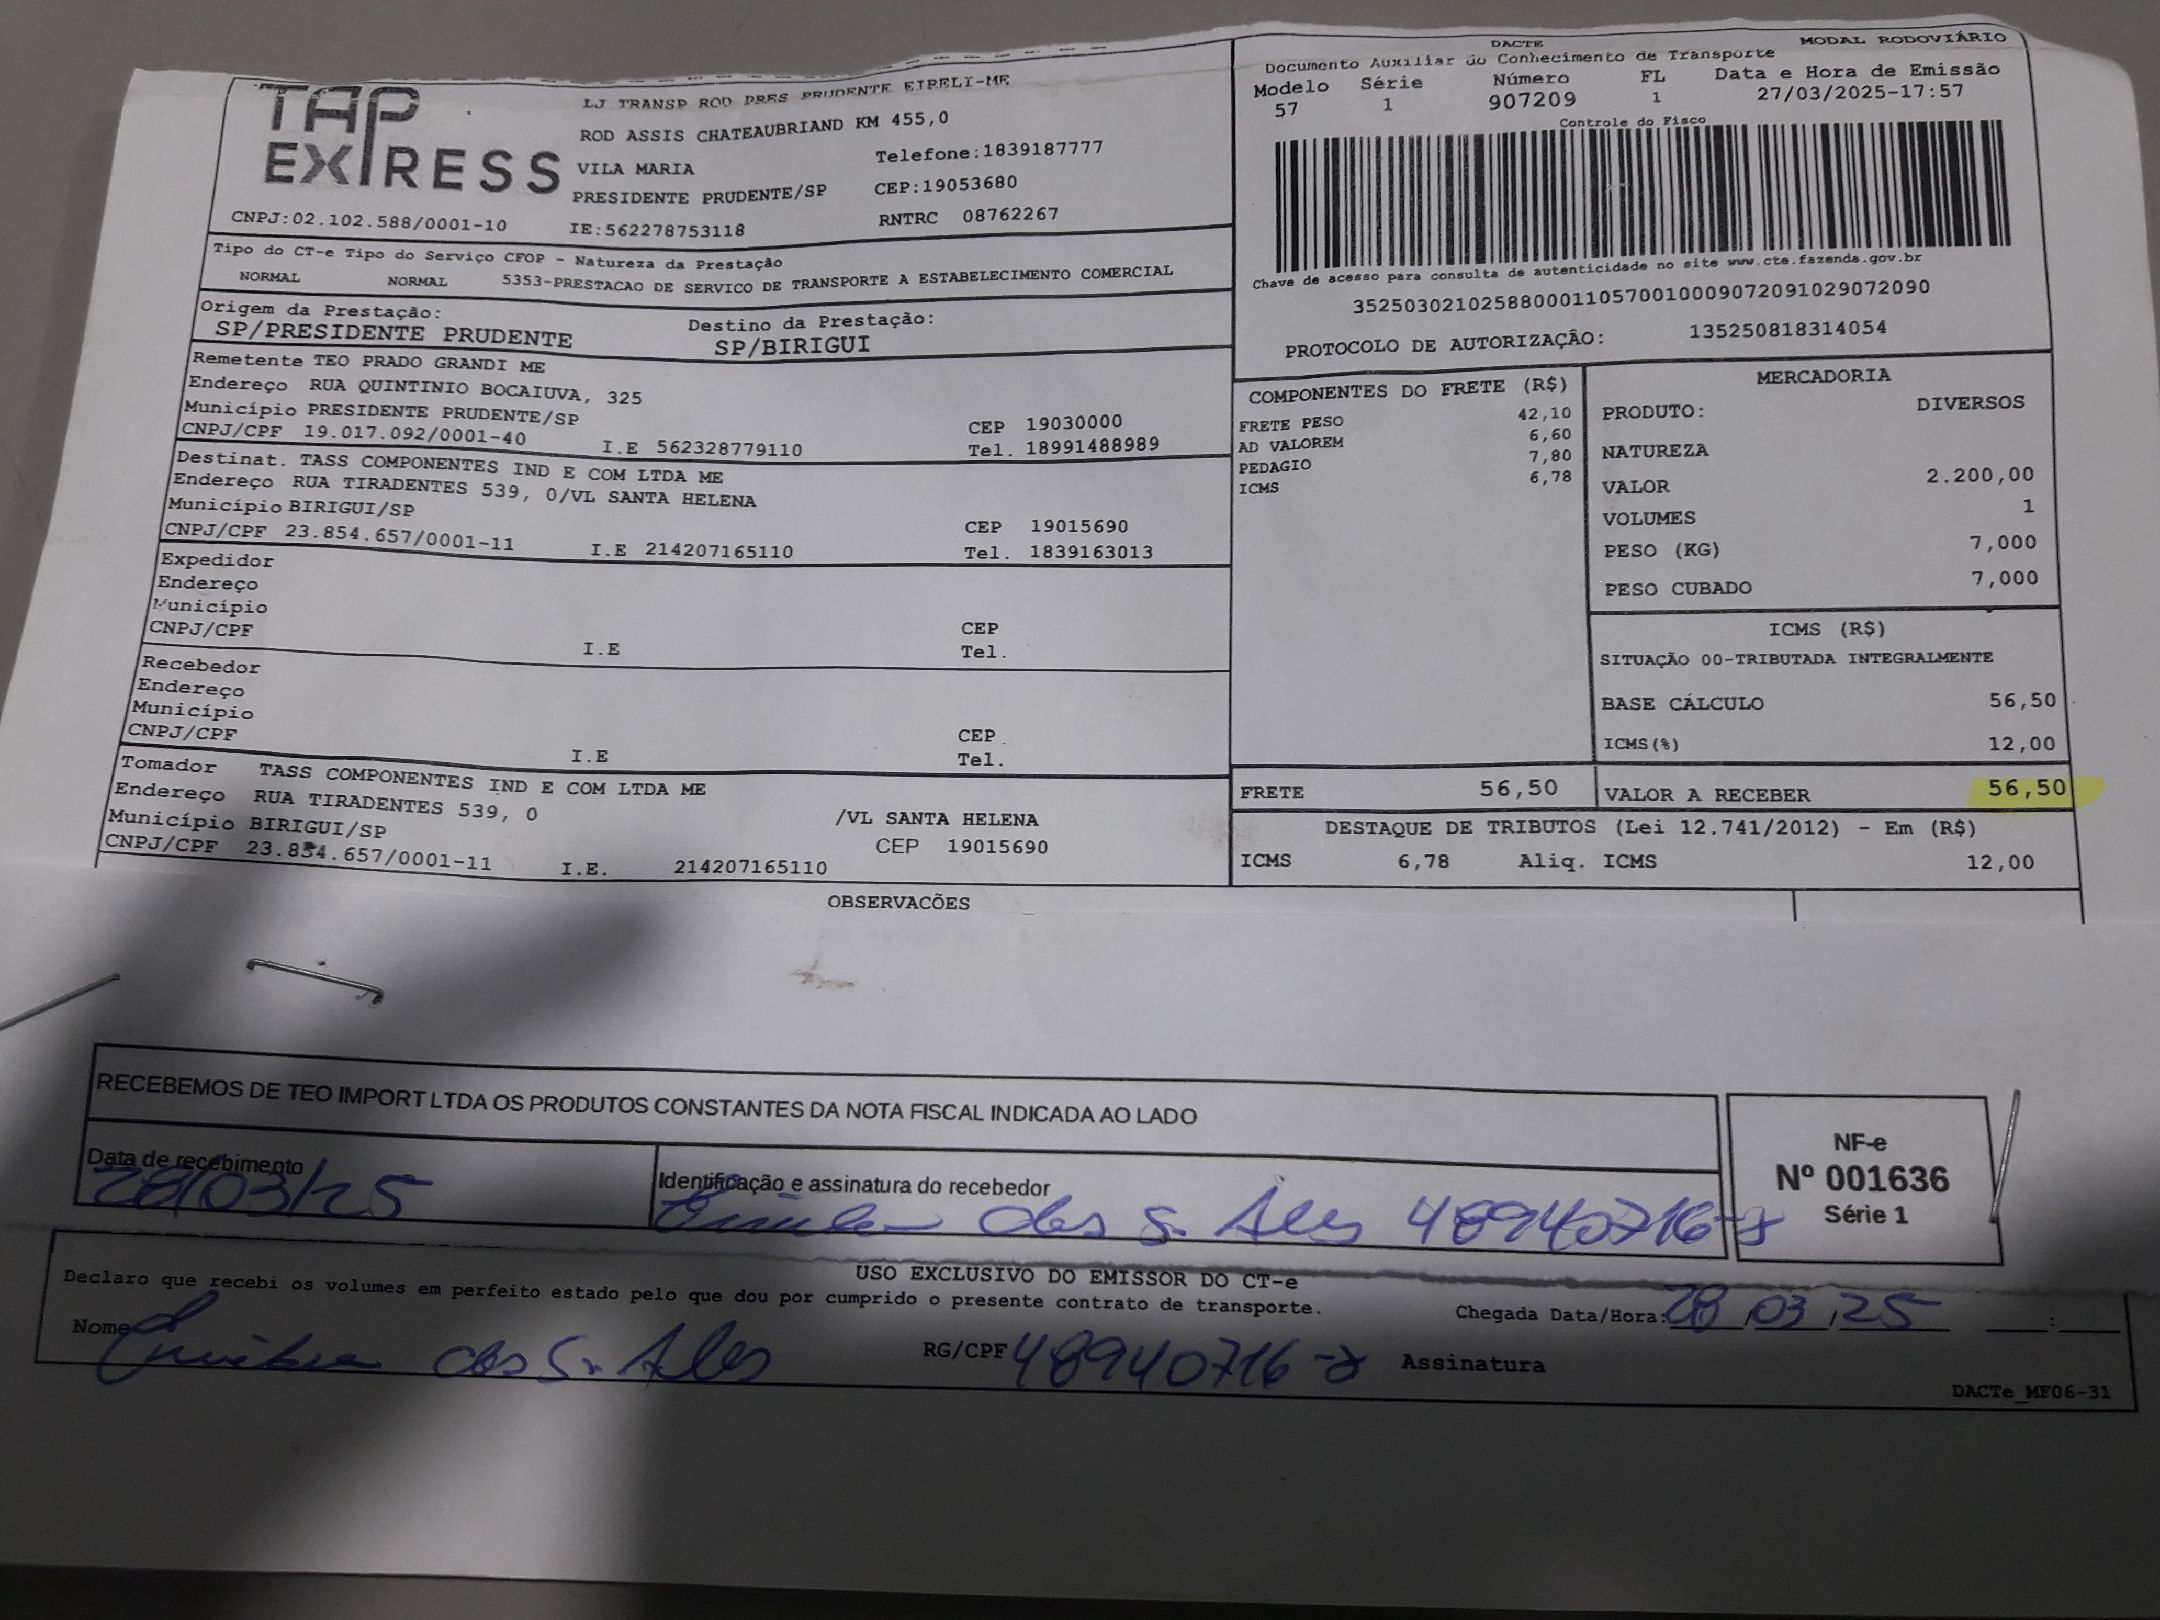 TAP EXPRESS
LJ TRANSP ROD PRES PRUDENTE EIRELI-ME
ROD ASSIS CHATEAUBRIAND KM 455,0
VILA MARIA Telefone:1839187777
PRESIDENTE PRUDENTE/SP CEP:19053680
CNPJ:02.102.588/0001-10 IE:562278753118 RNTRC 08762267
DACTE MODAL RODOVIÁRIO
Documento Auxiliar do Conhecimento de Transporte
Modelo Série Número FL Data e Hora de Emissão
57 1 907209 1 27/03/2025-17:57
Controle do Fisco
Chave de acesso para consulta de autenticidade no site www.cte.fazenda.gov.br
35250302102588000110570010009072091029072090
PROTOCOLO DE AUTORIZAÇÃO: 135250818314054
Tipo do CT-e Tipo do Serviço CFOP - Natureza da Prestação
NORMAL NORMAL 5353-PRESTACAO DE SERVICO DE TRANSPORTE A ESTABELECIMENTO COMERCIAL
Origem da Prestação: Destino da Prestação:
SP/PRESIDENTE PRUDENTE SP/BIRIGUI
Remetente TEO PRADO GRANDI ME
Endereço RUA QUINTINIO BOCAIUVA, 325
Município PRESIDENTE PRUDENTE/SP CEP 19030000
CNPJ/CPF 19.017.092/0001-40 I.E 562328779110 Tel. 18991488989
Destinat. TASS COMPONENTES IND E COM LTDA ME
Endereço RUA TIRADENTES 539, 0/VL SANTA HELENA
Município BIRIGUI/SP CEP 19015690
CNPJ/CPF 23.854.657/0001-11 I.E 214207165110 Tel. 1839163013
Expedidor
Endereço
Município CEP
CNPJ/CPF I.E Tel.
Recebedor
Endereço
Município CEP
CNPJ/CPF I.E Tel.
Tomador TASS COMPONENTES IND E COM LTDA ME
Endereço RUA TIRADENTES 539, 0 /VL SANTA HELENA
Município BIRIGUI/SP CEP 19015690
CNPJ/CPF 23.854.657/0001-11 I.E. 214207165110
COMPONENTES DO FRETE (R$)
FRETE PESO 42,10
AD VALOREM 6,60
PEDAGIO 7,80
ICMS 6,78
MERCADORIA
PRODUTO: DIVERSOS
NATUREZA
VALOR 2.200,00
VOLUMES 1
PESO (KG) 7,000
PESO CUBADO 7,000
ICMS (R$)
SITUAÇÃO 00-TRIBUTADA INTEGRALMENTE
BASE CÁLCULO 56,50
ICMS(%) 12,00
FRETE 56,50 VALOR A RECEBER 56,50
DESTAQUE DE TRIBUTOS (Lei 12.741/2012) - Em (R$)
ICMS 6,78 Aliq. ICMS 12,00
OBSERVACÕES
RECEBEMOS DE TEO IMPORT LTDA OS PRODUTOS CONSTANTES DA NOTA FISCAL INDICADA AO LADO
Data de recebimento Identificação e assinatura do recebedor
28/03/25 dos S.
NF-e
Nº 001636
Série 1
USO EXCLUSIVO DO EMISSOR DO CT-e
Declaro que recebi os volumes em perfeito estado pelo que dou por cumprido o presente contrato de transporte.
Chegada Data/Hora: 28/03/25 :
Nome dos S. RG/CPF Assinatura
DACTe_MF06-31